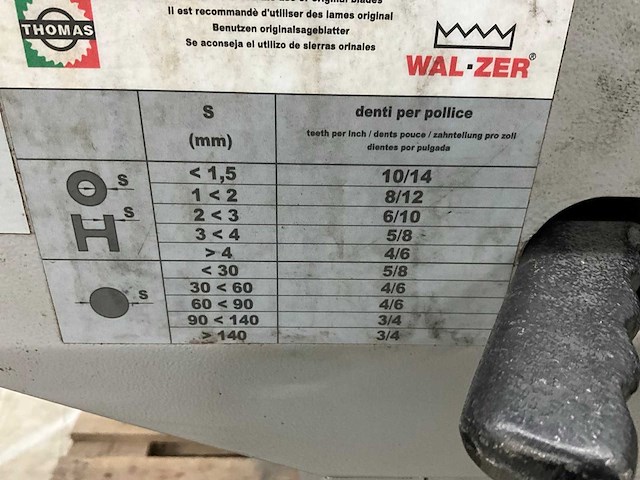 THOMAS
Il est recommandè d'utiliser des lames original
Benutzen originalsageblatter
Se aconseja el utilizo de sierras orinales
WAL·ZER®
S
(mm)
denti per pollice
teeth per inch / dents pouce / zahnteilung pro zoll
dientes por pulgada
S
S
< 1,5 10/14
1 < 2 8/12
2 < 3 6/10
3 < 4 5/8
> 4 4/6
S
< 30 5/8
30 < 60 4/6
60 < 90 4/6
90 < 140 3/4
> 140 3/4